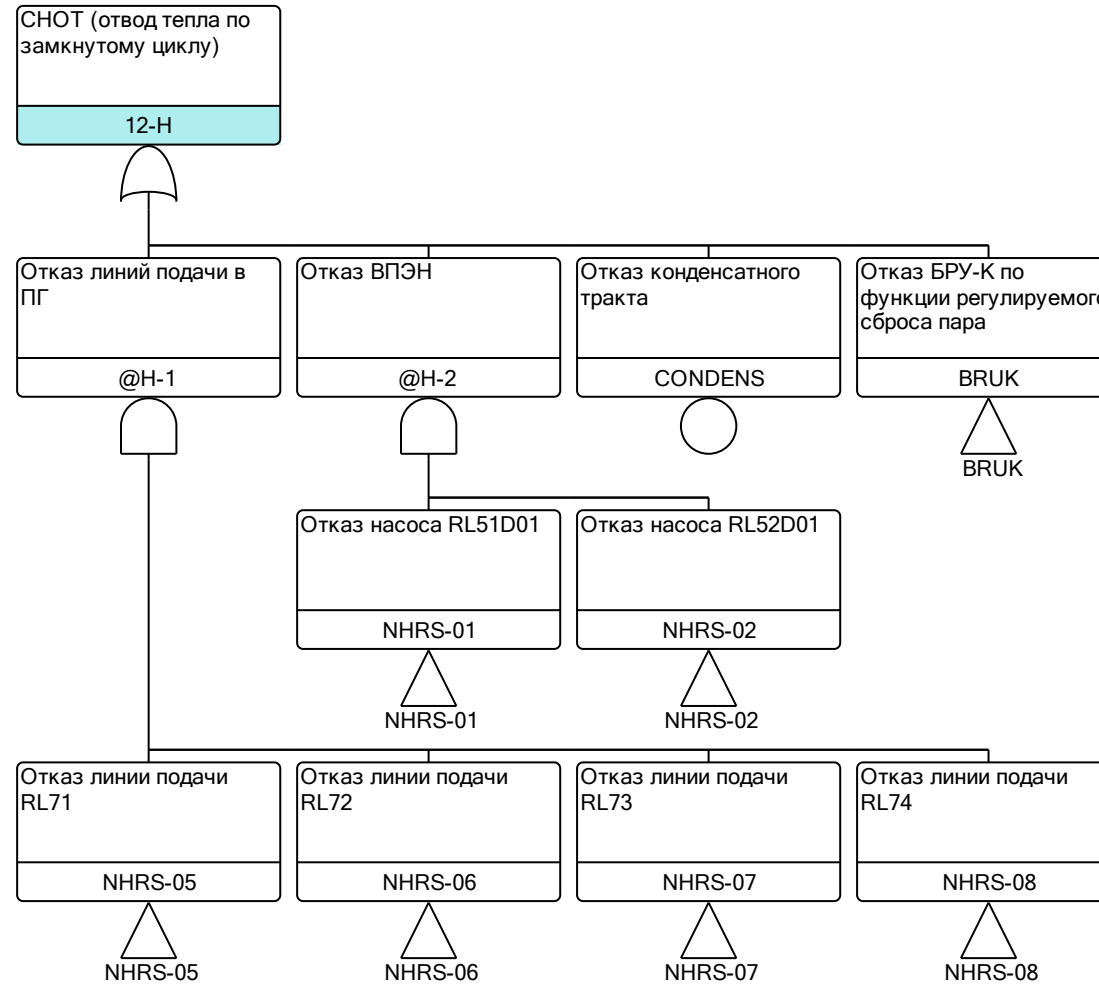 СНОТ (отвод тепла по
замкнутому циклу)
12-H
Отказ линий подачи в
ПГ
@H-1
Отказ ВПЭН
@H-2
Отказ конденсатного
тракта
CONDENS
Отказ БРУ-К по
функции регулируемого
сброса пара
BRUK
BRUK
Отказ насоса RL51D01
NHRS-01
NHRS-01
Отказ насоса RL52D01
NHRS-02
NHRS-02
Отказ линии подачи
RL71
NHRS-05
NHRS-05
Отказ линии подачи
RL72
NHRS-06
NHRS-06
Отказ линии подачи
RL73
NHRS-07
NHRS-07
Отказ линии подачи
RL74
NHRS-08
NHRS-08